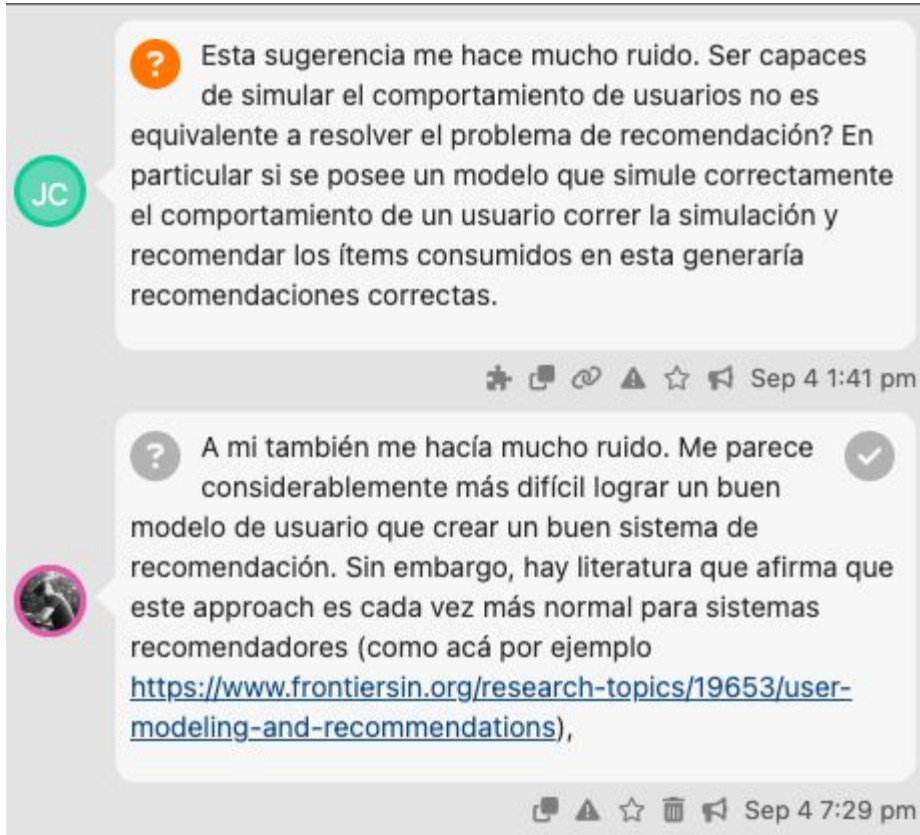 Esta sugerencia me hace mucho ruido. Ser capaces
de simular el comportamiento de usuarios no es
equivalente a resolver el problema de recomendación? En
particular si se posee un modelo que simule correctamente
el comportamiento de un usuario correr la simulación y
recomendar los ítems consumidos en esta generaría
recomendaciones correctas.
JC
Sep 4 1:41 pm
A mi también me hacía mucho ruido. Me parece
considerablemente más difícil lograr un buen
modelo de usuario que crear un buen sistema de
recomendación. Sin embargo, hay literatura que afirma que
este approach es cada vez más normal para sistemas
recomendadores (como acá por ejemplo
https://www.frontiersin.org/research-topics/19653/user-
modeling-and-recommendations),
Sep 4 7:29 pm